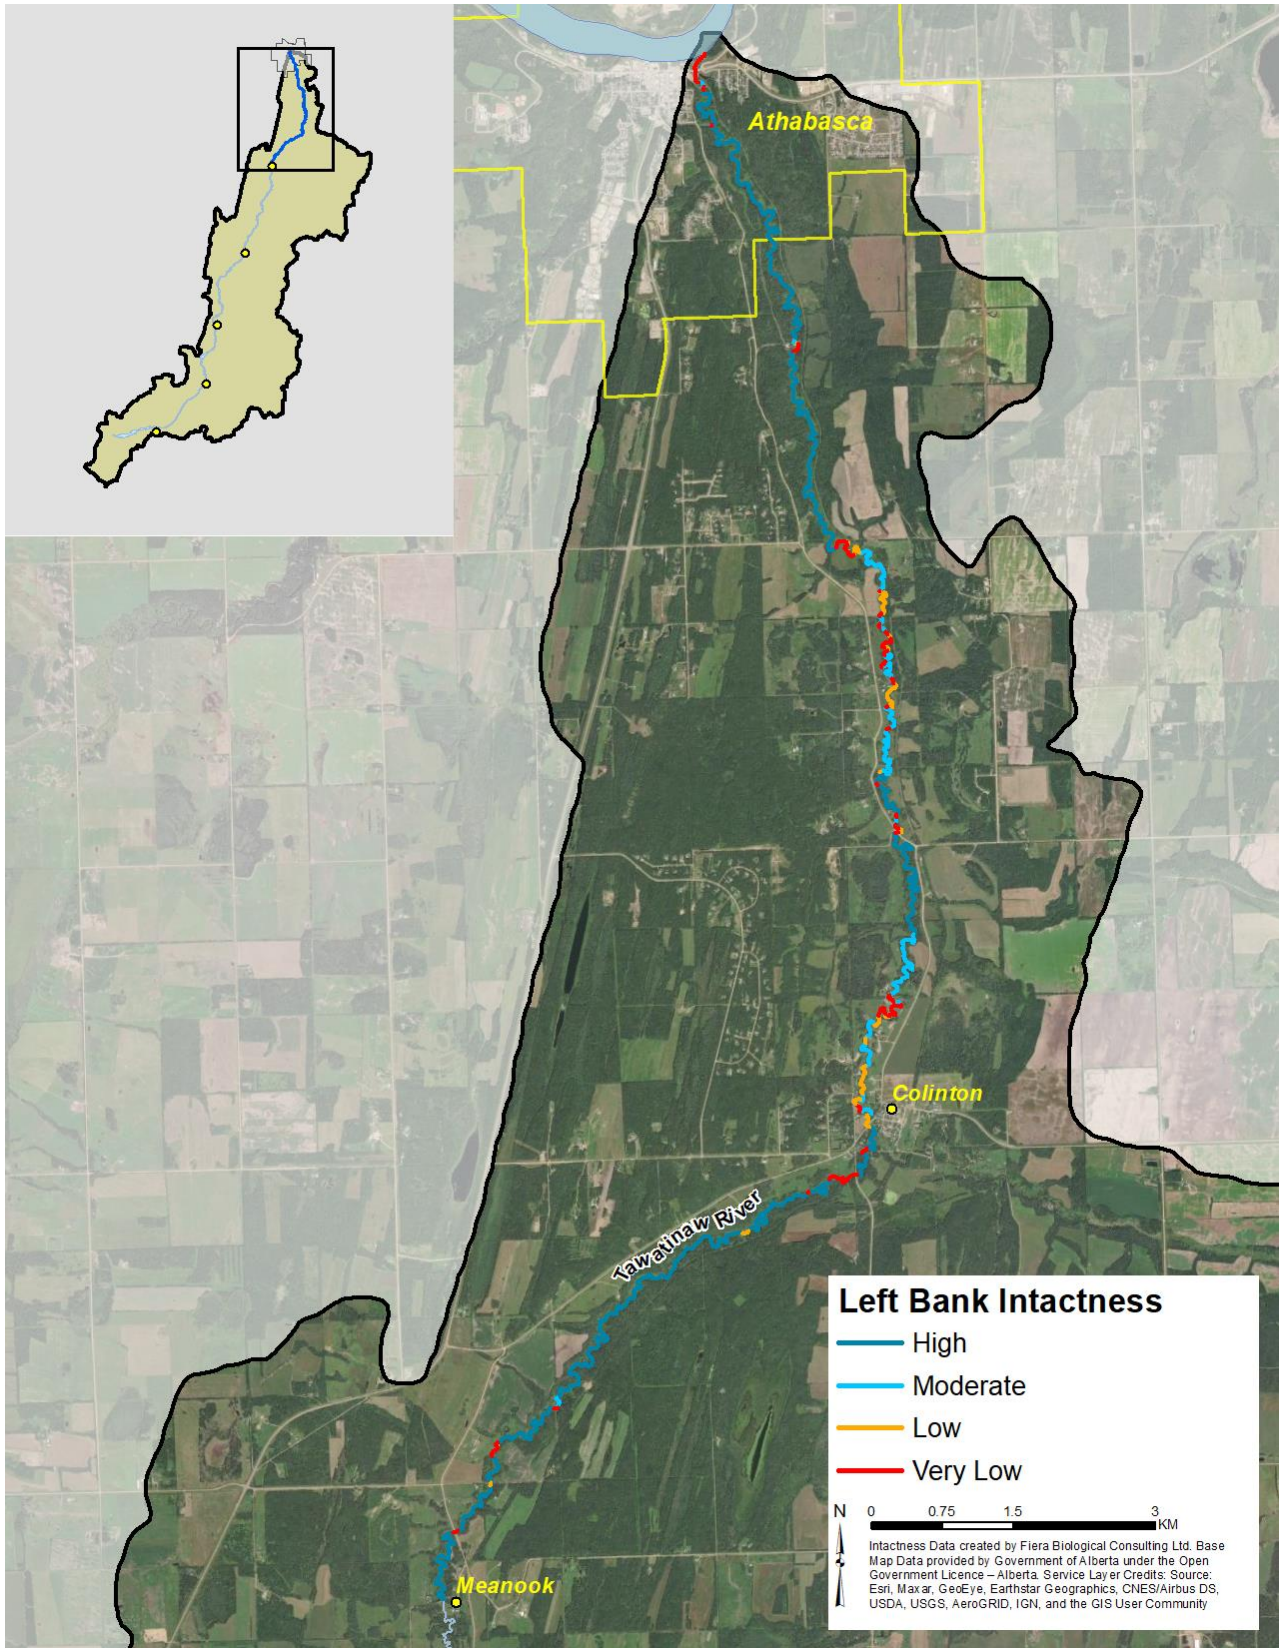 Athabasca
Colinton
Tawatinaw River
Meanook
Left Bank Intactness
High
Moderate
Low
Very Low
N
0 0.75 1.5 3
KM
Intactness Data created by Fiera Biological Consulting Ltd. Base
Map Data provided by Government of Alberta under the Open
Government Licence – Alberta. Service Layer Credits: Source:
Esri, Maxar, GeoEye, Earthstar Geographics, CNES/Airbus DS,
USDA, USGS, AeroGRID, IGN, and the GIS User Community